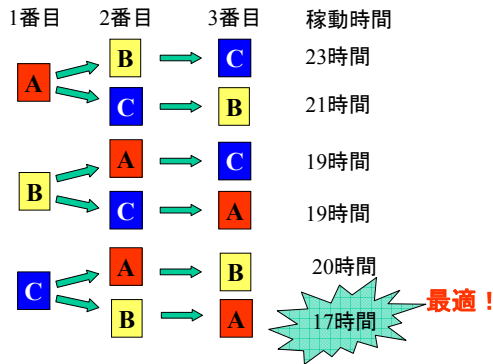 1番目 2番目 3番目 稼動時間
B C 23時間
A
C B 21時間
A C 19時間
B
C A 19時間
A B 20時間
C
最適！
B A 17時間